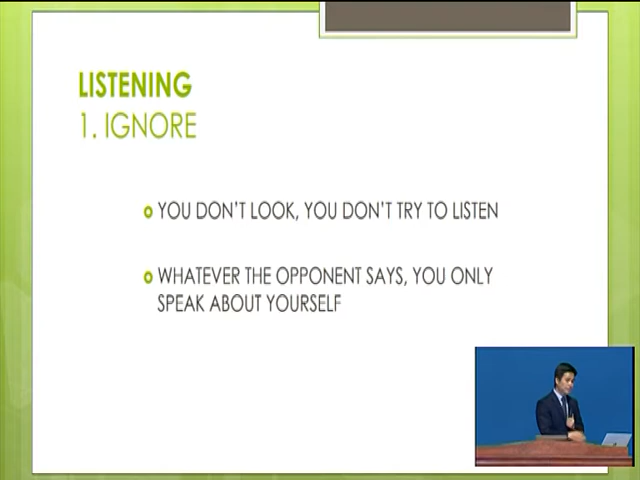 LISTENING
1. IGNORE
YOU DON'T LOOK, YOU DON'T TRY TO LISTEN
WHATEVER THE OPPONENT SAYS, YOU ONLY
SPEAK ABOUT YOURSELF